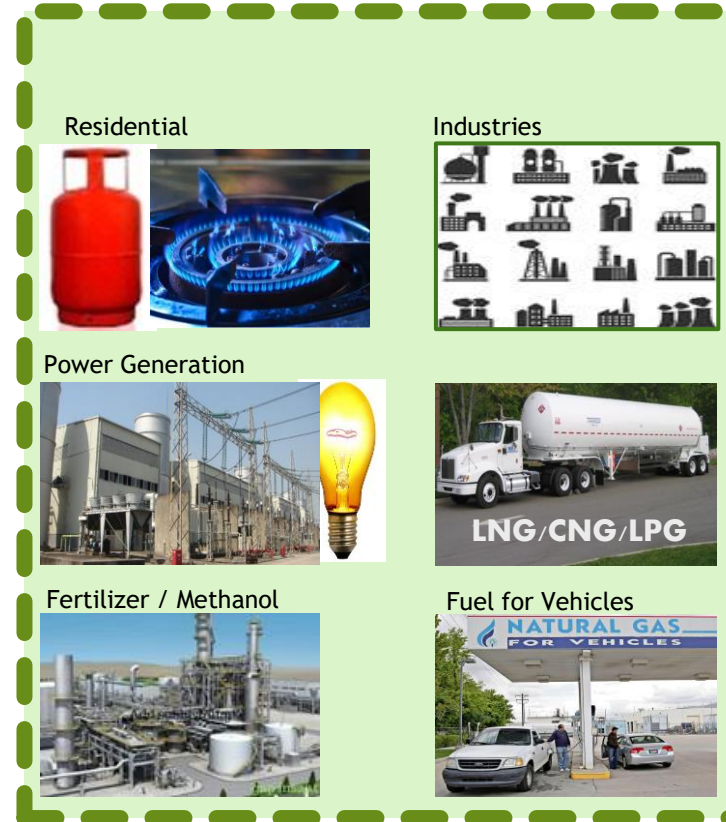 Residential
Industries
Power Generation
LNG/CNG/LPG
Fertilizer / Methanol
Fuel for Vehicles
NATURAL GAS
FOR VEHICLES